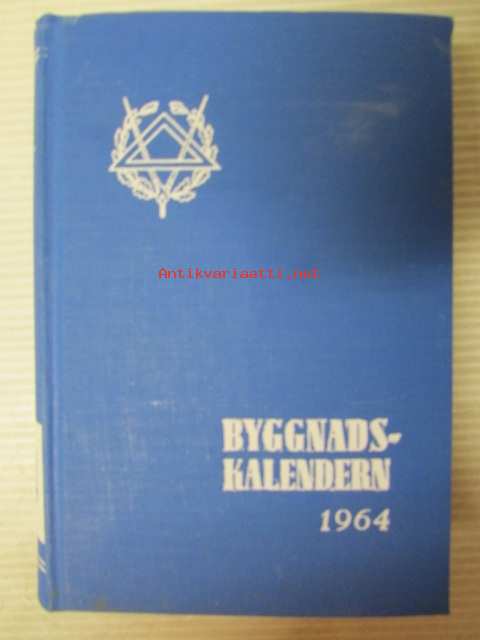 Antikvariaatti.net
BYGGNADS-
KALENDERN
1964